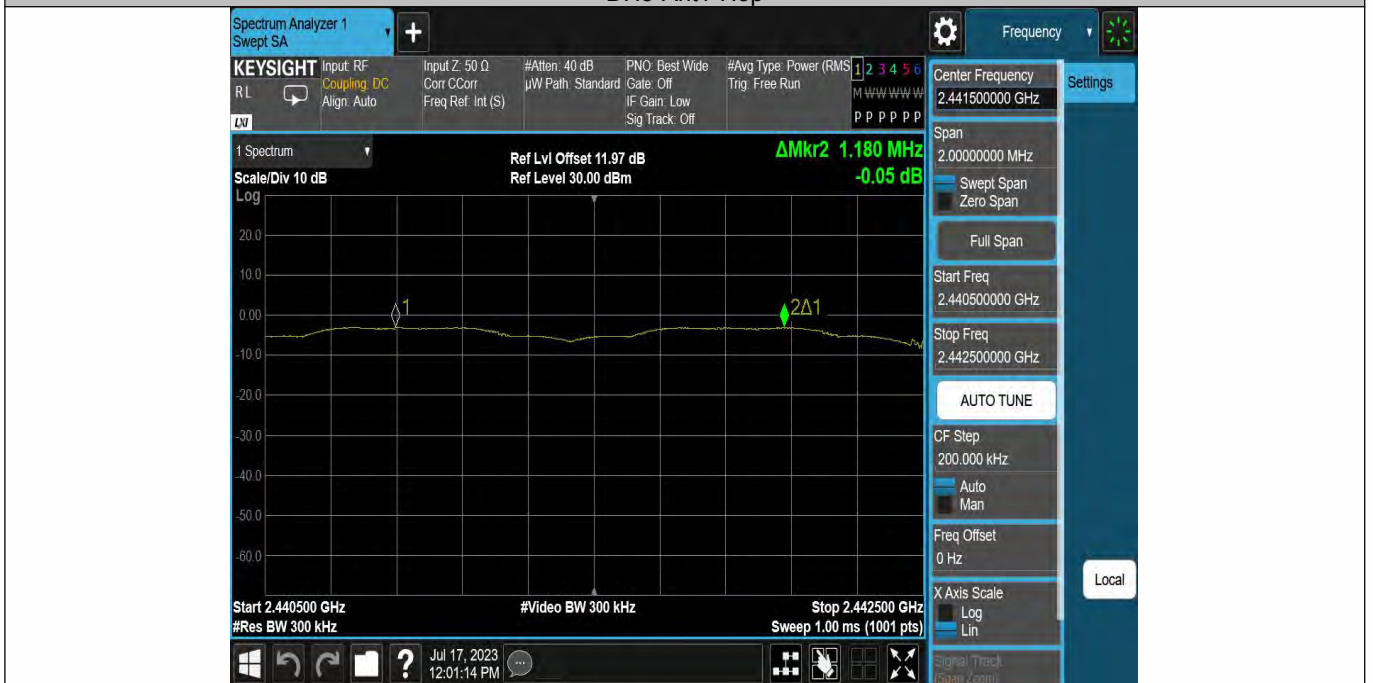 Spectrum Analyzer 1
Swept SA
+
Frequency
KEYSIGHT
Input: RF
Coupling: DC
Align: Auto
Input Z: 50 Ω
Corr CCorr
Freq Ref: Int (S)
#Atten: 40 dB
µW Path: Standard
PNO: Best Wide
Gate: Off
IF Gain: Low
Sig Track: Off
#Avg Type: Power (RMS
Trig: Free Run
1 2 3 4 5 6
M W W W W W
P P P P P P
RL
LXI
Center Frequency
2.441500000 GHz
Settings
Span
2.00000000 MHz
Swept Span
Zero Span
Full Span
Start Freq
2.440500000 GHz
Stop Freq
2.442500000 GHz
AUTO TUNE
CF Step
200.000 kHz
Auto
Man
Freq Offset
0 Hz
X Axis Scale
Log
Lin
Signal Track
(Span Zoom)
Local
1 Spectrum
Scale/Div 10 dB
Ref Lvl Offset 11.97 dB
Ref Level 30.00 dBm
ΔMkr2 1.180 MHz
-0.05 dB
Log
20.0
10.0
0.00
-10.0
-20.0
-30.0
-40.0
-50.0
-60.0
1
2Δ1
Start 2.440500 GHz
#Res BW 300 kHz
#Video BW 300 kHz
Stop 2.442500 GHz
Sweep 1.00 ms (1001 pts)
?
Jul 17, 2023
12:01:14 PM